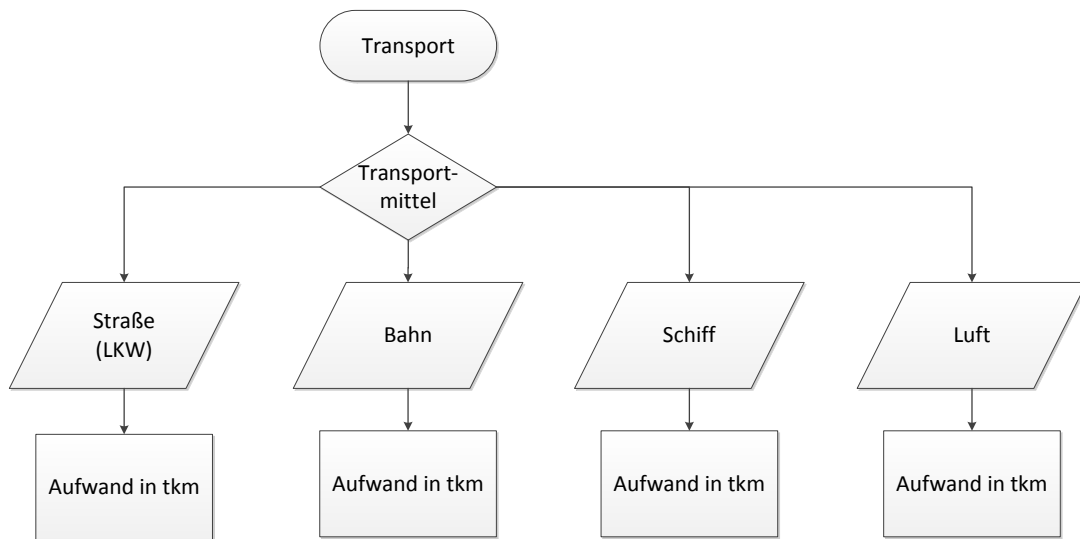 Transport
Transport-
mittel
Straße
(LKW)
Bahn
Schiff
Luft
Aufwand in tkm
Aufwand in tkm
Aufwand in tkm
Aufwand in tkm